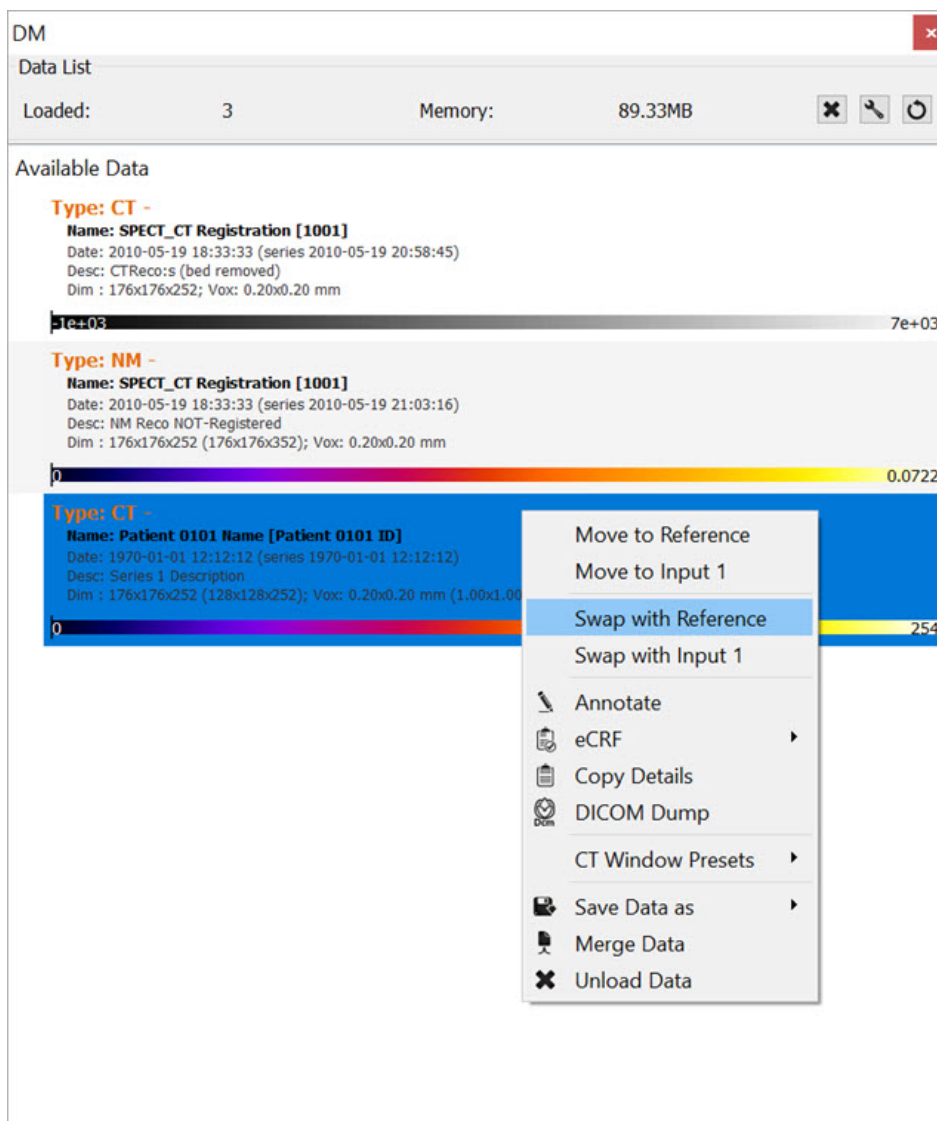 DM
Data List
Loaded: 3 Memory: 89.33MB
Available Data
Type: CT -
Name: SPECT_CT Registration [1001]
Date: 2010-05-19 18:33:33 (series 2010-05-19 20:58:45)
Desc: CTReco:s (bed removed)
Dim : 176x176x252; Vox: 0.20x0.20 mm
-1e+03 7e+03
Type: NM -
Name: SPECT_CT Registration [1001]
Date: 2010-05-19 18:33:33 (series 2010-05-19 21:03:16)
Desc: NM Reco NOT-Registered
Dim : 176x176x252 (176x176x352); Vox: 0.20x0.20 mm
0 0.0722
Type: CT -
Name: Patient 0101 Name [Patient 0101 ID]
Date: 1970-01-01 12:12:12 (series 1970-01-01 12:12:12)
Desc: Series 1 Description
Dim : 176x176x252 (128x128x252); Vox: 0.20x0.20 mm (1.00x1.00
0 254
Move to Reference
Move to Input 1
Swap with Reference
Swap with Input 1
Annotate
eCRF
Copy Details
Dcm DICOM Dump
CT Window Presets
Save Data as
Merge Data
Unload Data